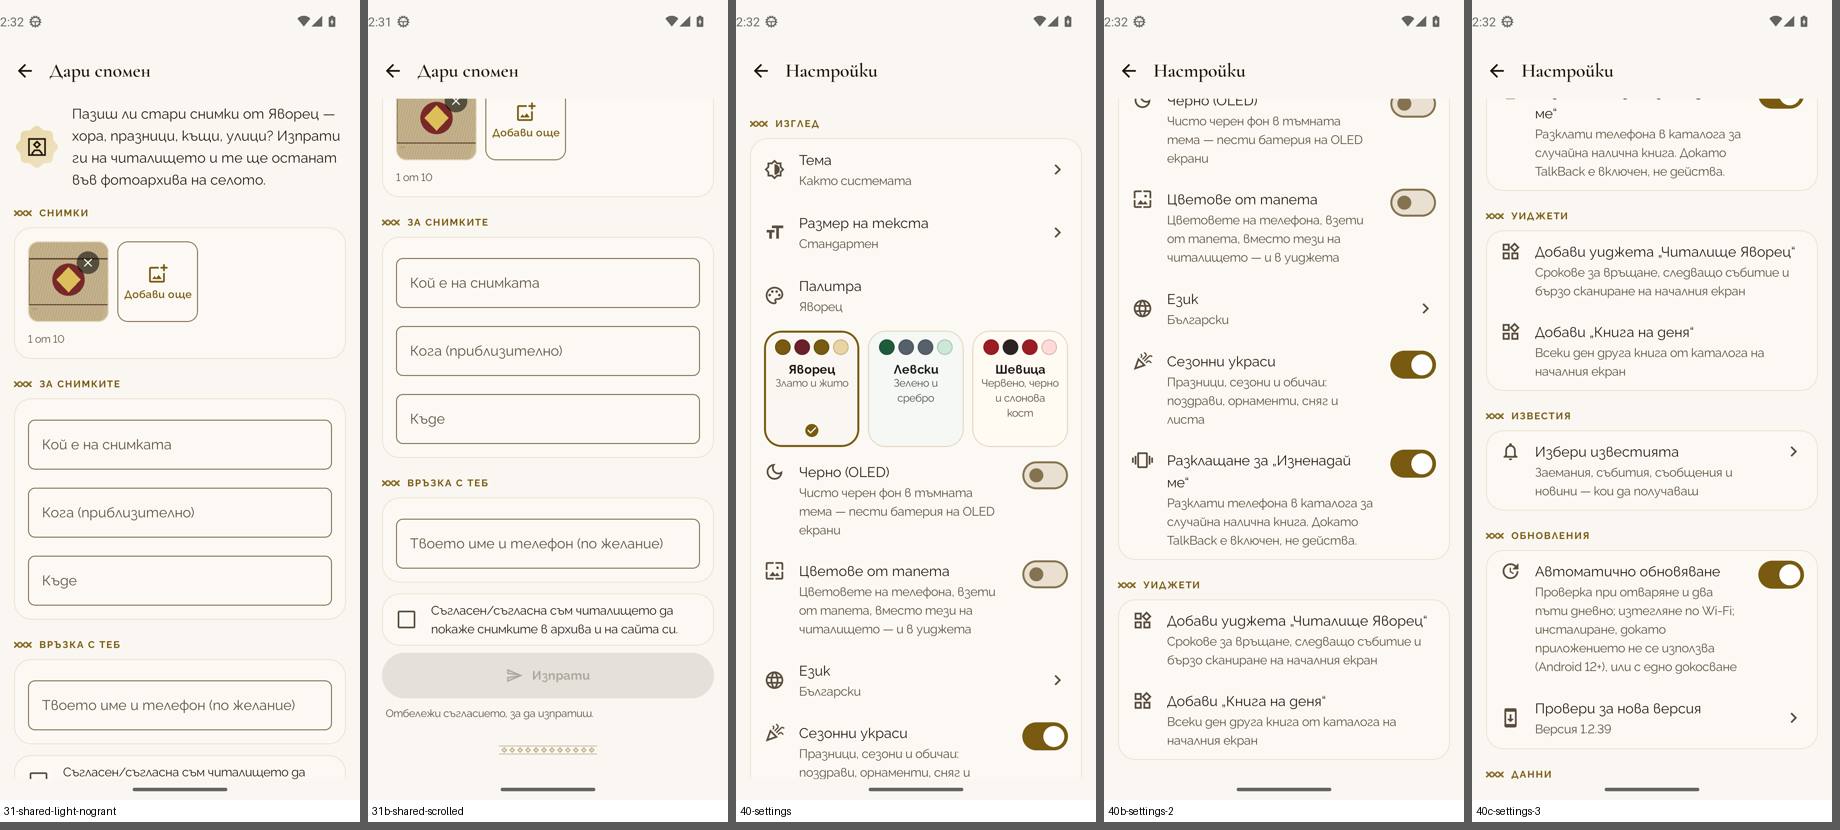 2:32
Дари спомен
Пазиш ли стари снимки от Яворец —
хора, празници, къщи, улици? Изпрати
ги на читалището и те ще останат
във фотоархива на селото.
СНИМКИ
Добави още
1 от 10
ЗА СНИМКИТЕ
Кой е на снимката
Кога (приблизително)
Къде
ВРЪЗКА С ТЕБ
Твоето име и телефон (по желание)
Съгласен/съгласна съм читалището да
31-shared-light-nogrant
2:31
Дари спомен
Добави още
1 от 10
ЗА СНИМКИТЕ
Кой е на снимката
Кога (приблизително)
Къде
ВРЪЗКА С ТЕБ
Твоето име и телефон (по желание)
Съгласен/съгласна съм читалището да
покаже снимките в архива и на сайта си.
Изпрати
Отбележи съгласието, за да изпратиш.
31b-shared-scrolled
2:32
Настройки
ИЗГЛЕД
Тема
Както системата
Размер на текста
Стандартен
Палитра
Яворец
Яворец
Злато и жито
Левски
Зелено и
сребро
Шевица
Червено, черно
и слонова
кост
Черно (OLED)
Чисто черен фон в тъмната
тема — пести батерия на OLED
екрани
Цветове от тапета
Цветовете на телефона, взети
от тапета, вместо тези на
читалището — и в уиджета
Език
Български
Сезонни украси
Празници, сезони и обичаи:
поздрави, орнаменти, сняг и
40-settings
2:32
Настройки
Черно (OLED)
Чисто черен фон в тъмната
тема — пести батерия на OLED
екрани
Цветове от тапета
Цветовете на телефона, взети
от тапета, вместо тези на
читалището — и в уиджета
Език
Български
Сезонни украси
Празници, сезони и обичаи:
поздрави, орнаменти, сняг и
листа
Разклащане за „Изненадай
ме“
Разклати телефона в каталога за
случайна налична книга. Докато
TalkBack е включен, не действа.
УИДЖЕТИ
Добави уиджета „Читалище Яворец“
Срокове за връщане, следващо събитие и
бързо сканиране на началния екран
Добави „Книга на деня“
Всеки ден друга книга от каталога на
началния екран
40b-settings-2
2:32
Настройки
ме“
Разклати телефона в каталога за
случайна налична книга. Докато
TalkBack е включен, не действа.
УИДЖЕТИ
Добави уиджета „Читалище Яворец“
Срокове за връщане, следващо събитие и
бързо сканиране на началния екран
Добави „Книга на деня“
Всеки ден друга книга от каталога на
началния екран
ИЗВЕСТИЯ
Избери известията
Заемания, събития, съобщения и
новини — кои да получаваш
ОБНОВЛЕНИЯ
Автоматично обновяване
Проверка при отваряне и два
пъти дневно; изтегляне по Wi-Fi;
инсталиране, докато
приложението не се използва
(Android 12+), или с едно докосване
Провери за нова версия
Версия 1.2.39
ДАННИ
40c-settings-3